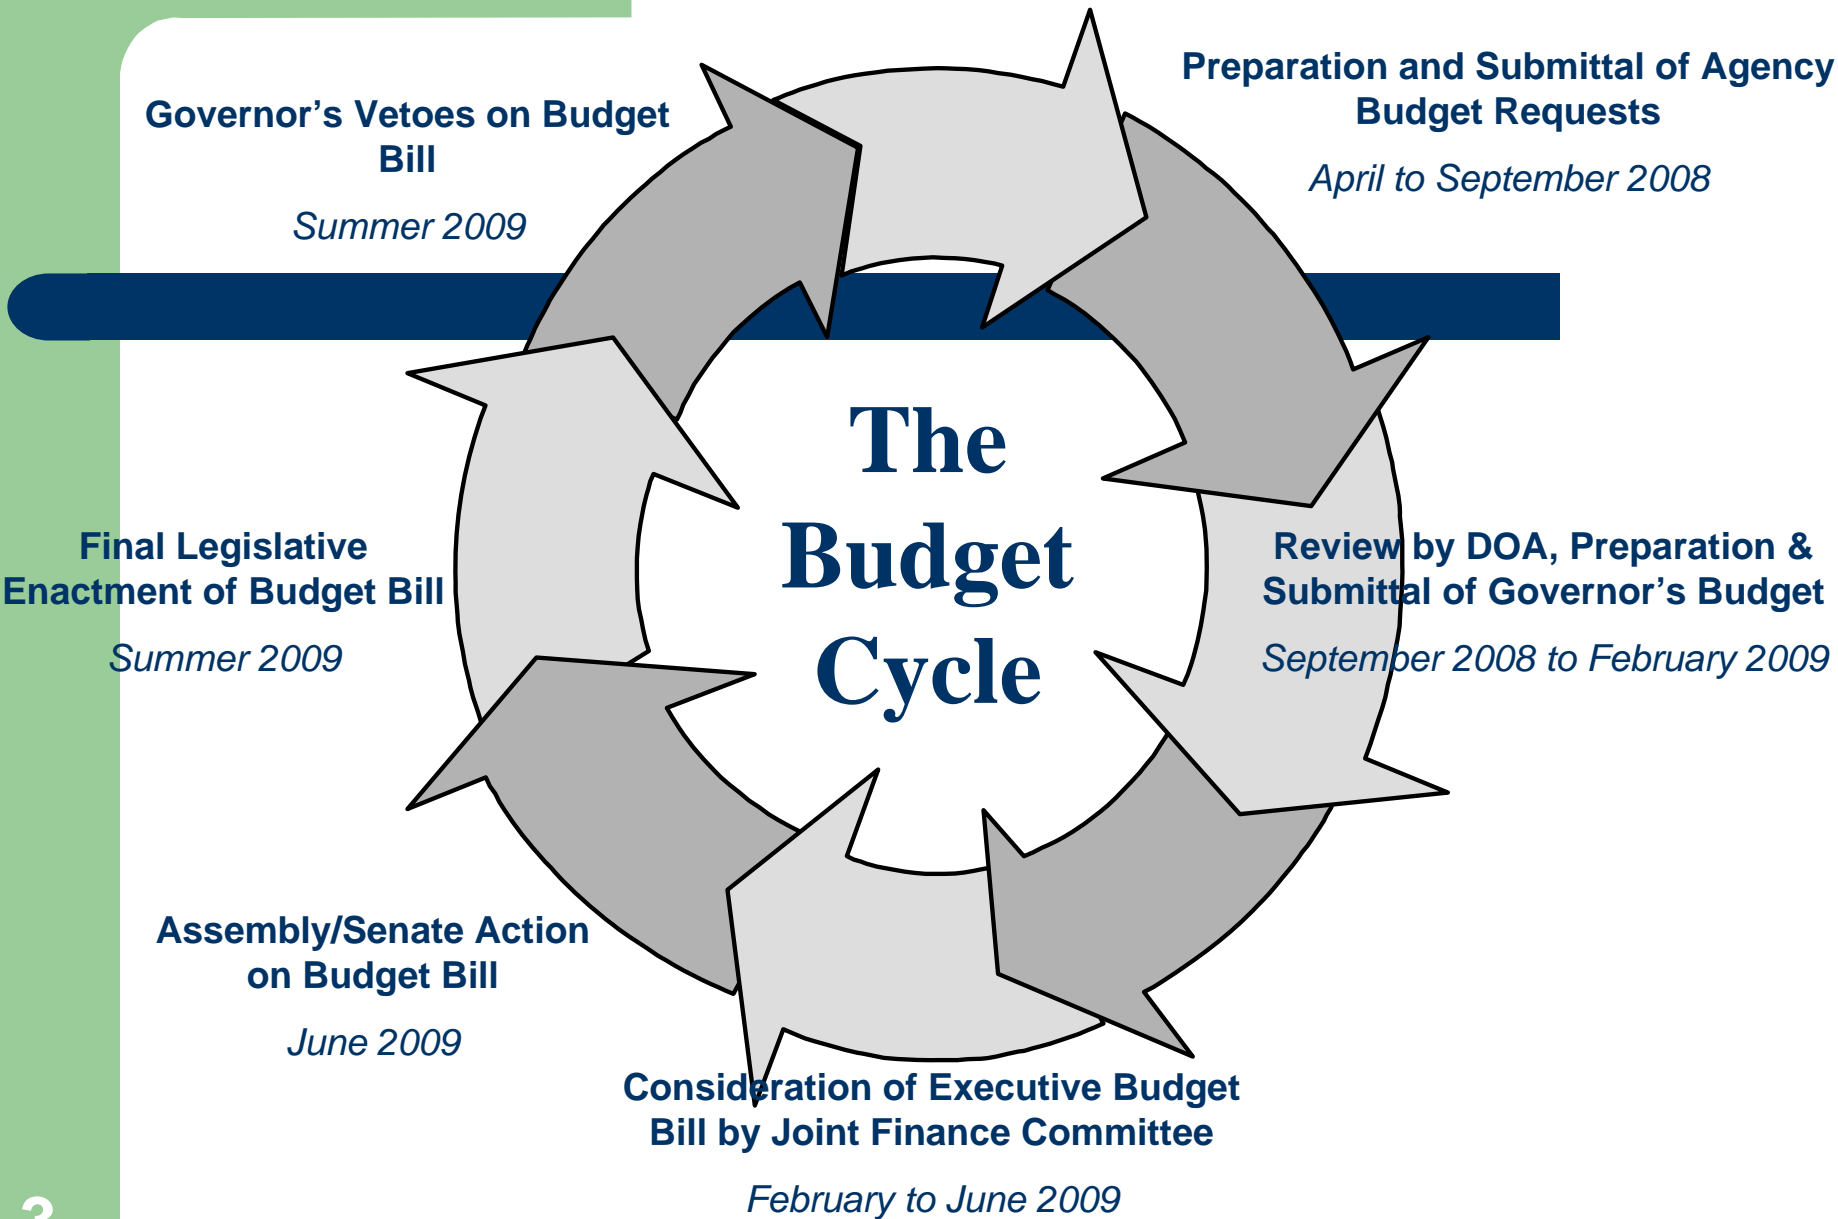 Preparation and Submittal of Agency
Budget Requests
April to September 2008
Review by DOA, Preparation &
Submittal of Governor's Budget
September 2008 to February 2009
Consideration of Executive Budget
Bill by Joint Finance Committee
February to June 2009
Assembly/Senate Action
on Budget Bill
June 2009
Final Legislative
Enactment of Budget Bill
Summer 2009
Governor's Vetoes on Budget
Bill
Summer 2009
The
Budget
Cycle
3